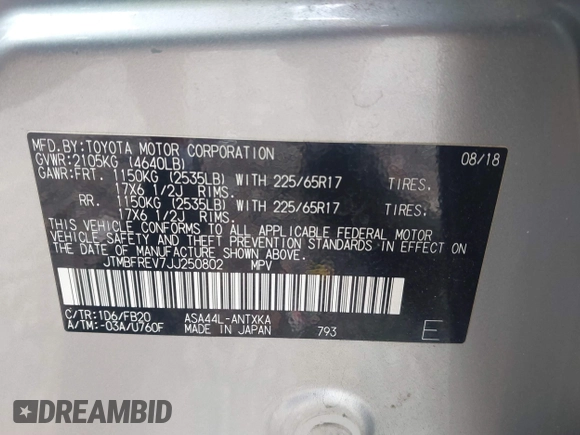 MFD.BY:TOYOTA MOTOR CORPORATION 08/18
GVWR:2105KG (4640LB)
GAWR:FRT. 1150KG (2535LB) WITH 225/65R17 TIRES.
17X6 1/2J RIMS.
RR. 1150KG (2535LB) WITH 225/65R17 TIRES.
17X6 1/2J RIMS.
THIS VEHICLE CONFORMS TO ALL APPLICABLE FEDERAL MOTOR
VEHICLE SAFETY AND THEFT PREVENTION STANDARDS IN EFFECT
ON THE DATE OF MANUFACTURE SHOWN ABOVE.
JTMBFREV7JJ250802 MPV
C/TR:1D6/FB20 ASA44L-ANTXKA
A/TM:-03A/U760F MADE IN JAPAN 793 E
DREAMBID